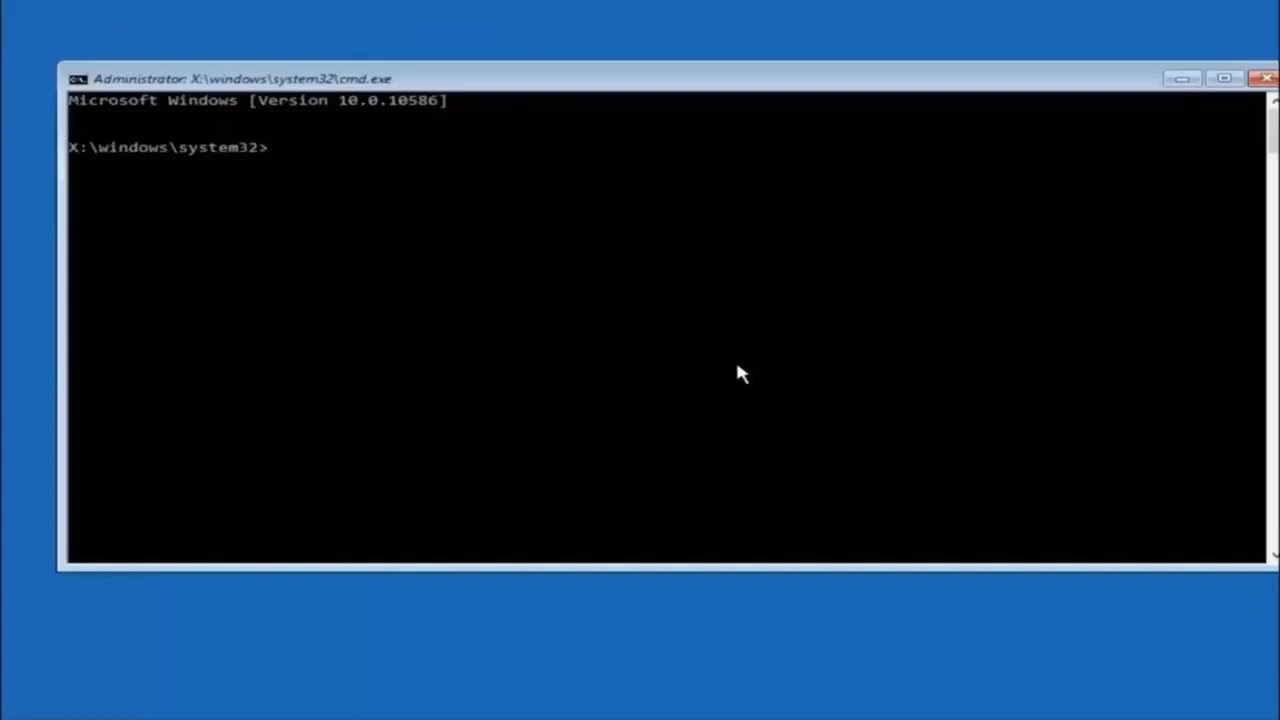 Administrator: X:\windows\system32\cmd.exe
Microsoft Windows [Version 10.0.10586]
X:\windows\system32>